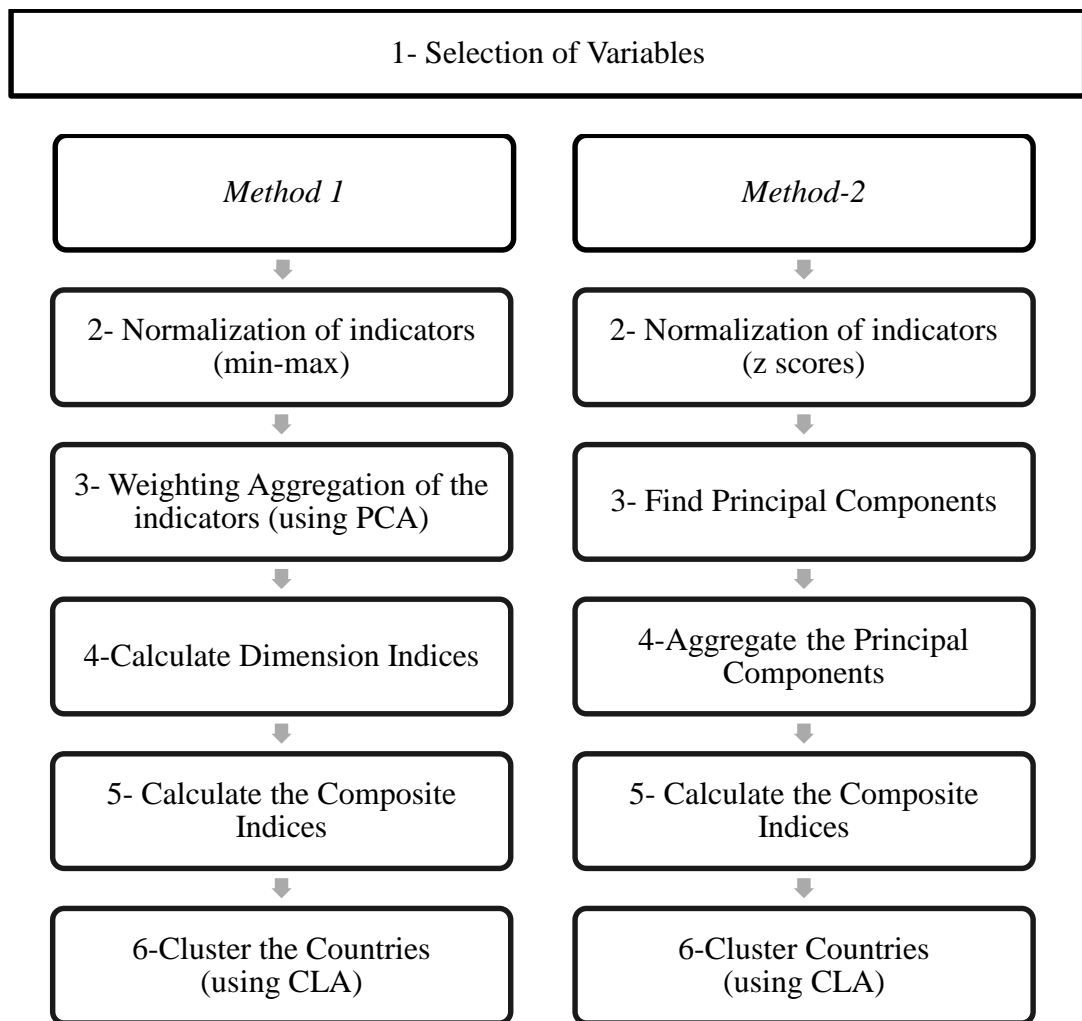 1- Selection of Variables
Method 1
2- Normalization of indicators
(min-max)
3- Weighting Aggregation of the
indicators (using PCA)
4-Calculate Dimension Indices
5- Calculate the Composite
Indices
6-Cluster the Countries
(using CLA)
Method-2
2- Normalization of indicators
(z scores)
3- Find Principal Components
4-Aggregate the Principal
Components
5- Calculate the Composite
Indices
6-Cluster Countries
(using CLA)